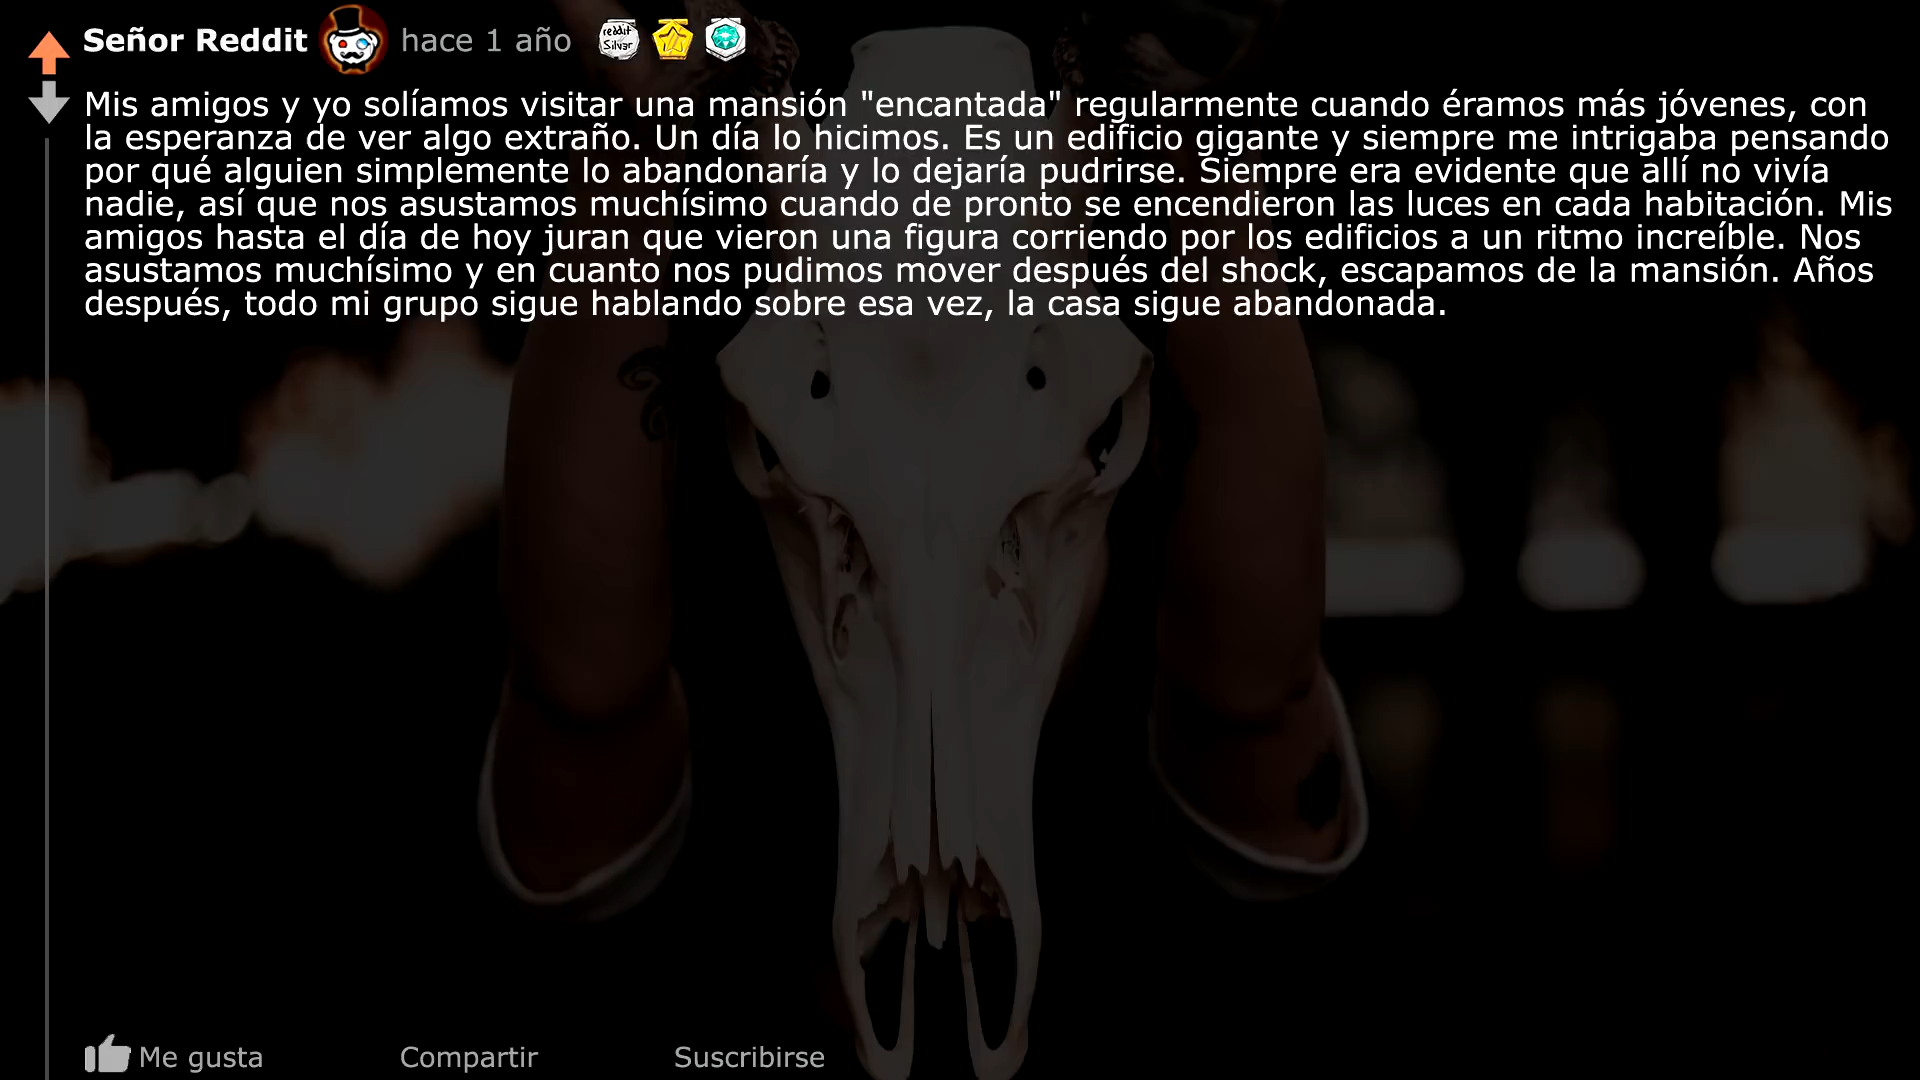 Señor Reddit hace 1 año reddit Silvar
Mis amigos y yo solíamos visitar una mansión "encantada" regularmente cuando éramos más jóvenes, con
la esperanza de ver algo extraño. Un día lo hicimos. Es un edificio gigante y siempre me intrigaba pensando
por qué alguien simplemente lo abandonaría y lo dejaría pudrirse. Siempre era evidente que allí no vivía
nadie, así que nos asustamos muchísimo cuando de pronto se encendieron las luces en cada habitación. Mis
amigos hasta el día de hoy juran que vieron una figura corriendo por los edificios a un ritmo increíble. Nos
asustamos muchísimo y en cuanto nos pudimos mover después del shock, escapamos de la mansión. Años
después, todo mi grupo sigue hablando sobre esa vez, la casa sigue abandonada.
Me gusta Compartir Suscribirse